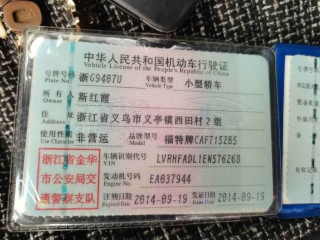 中华人民共和国机动车行驶证
Vehicle License of the People's Republic of China
号牌号码 浙G9407U 车辆类型 小型轿车
Plate No. Vehicle Type
所有人 斯红霞
Owner
住址 浙江省义乌市义亭镇西田村2组
使用性质 非营运 品牌型号 福特牌CAF7152B5
Use Character Model
浙江省金华 车辆识别代号 LVRHFADL1EN576268
VIN
市公安局交 发动机号码 EA037944
Engine No.
通警察支队 注册日期 2014-09-19 发证日期 2014-09-19
Register Date Issue Date